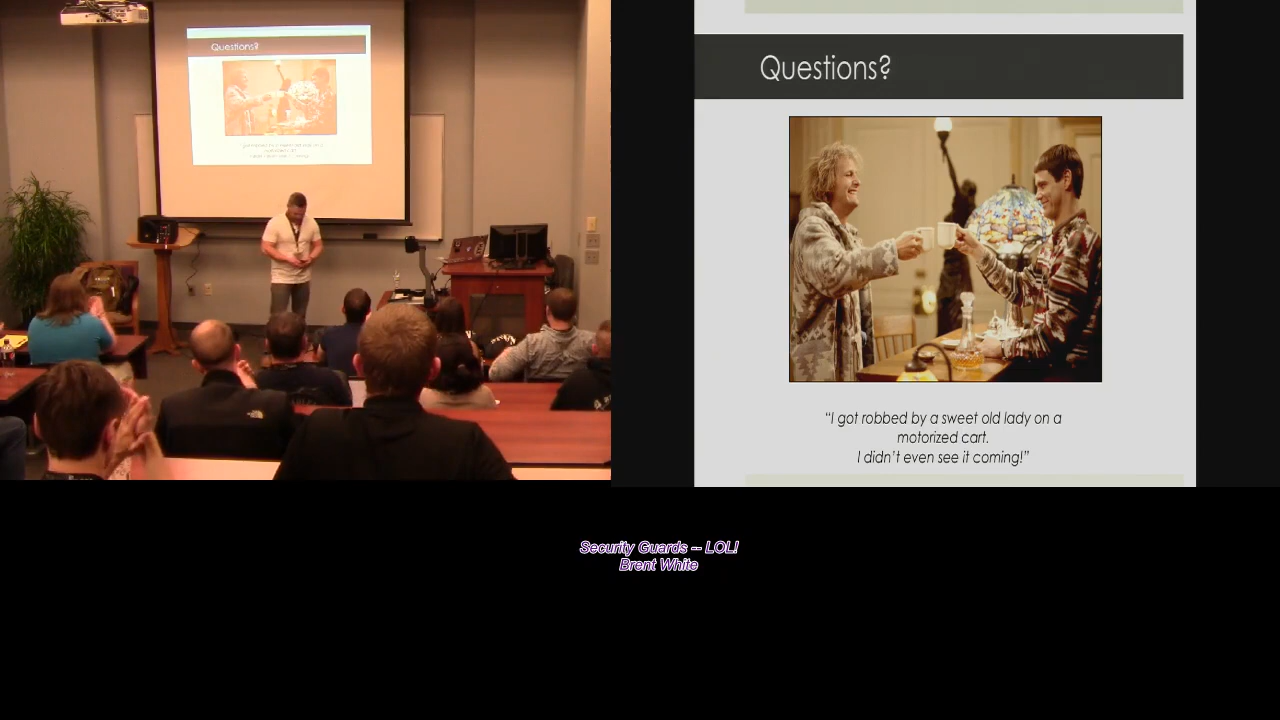 Questions?
Questions?
"I got robbed by a sweet old lady on a
motorized cart.
I didn't even see it coming!"
Security Guards -- LOL!
Brent White